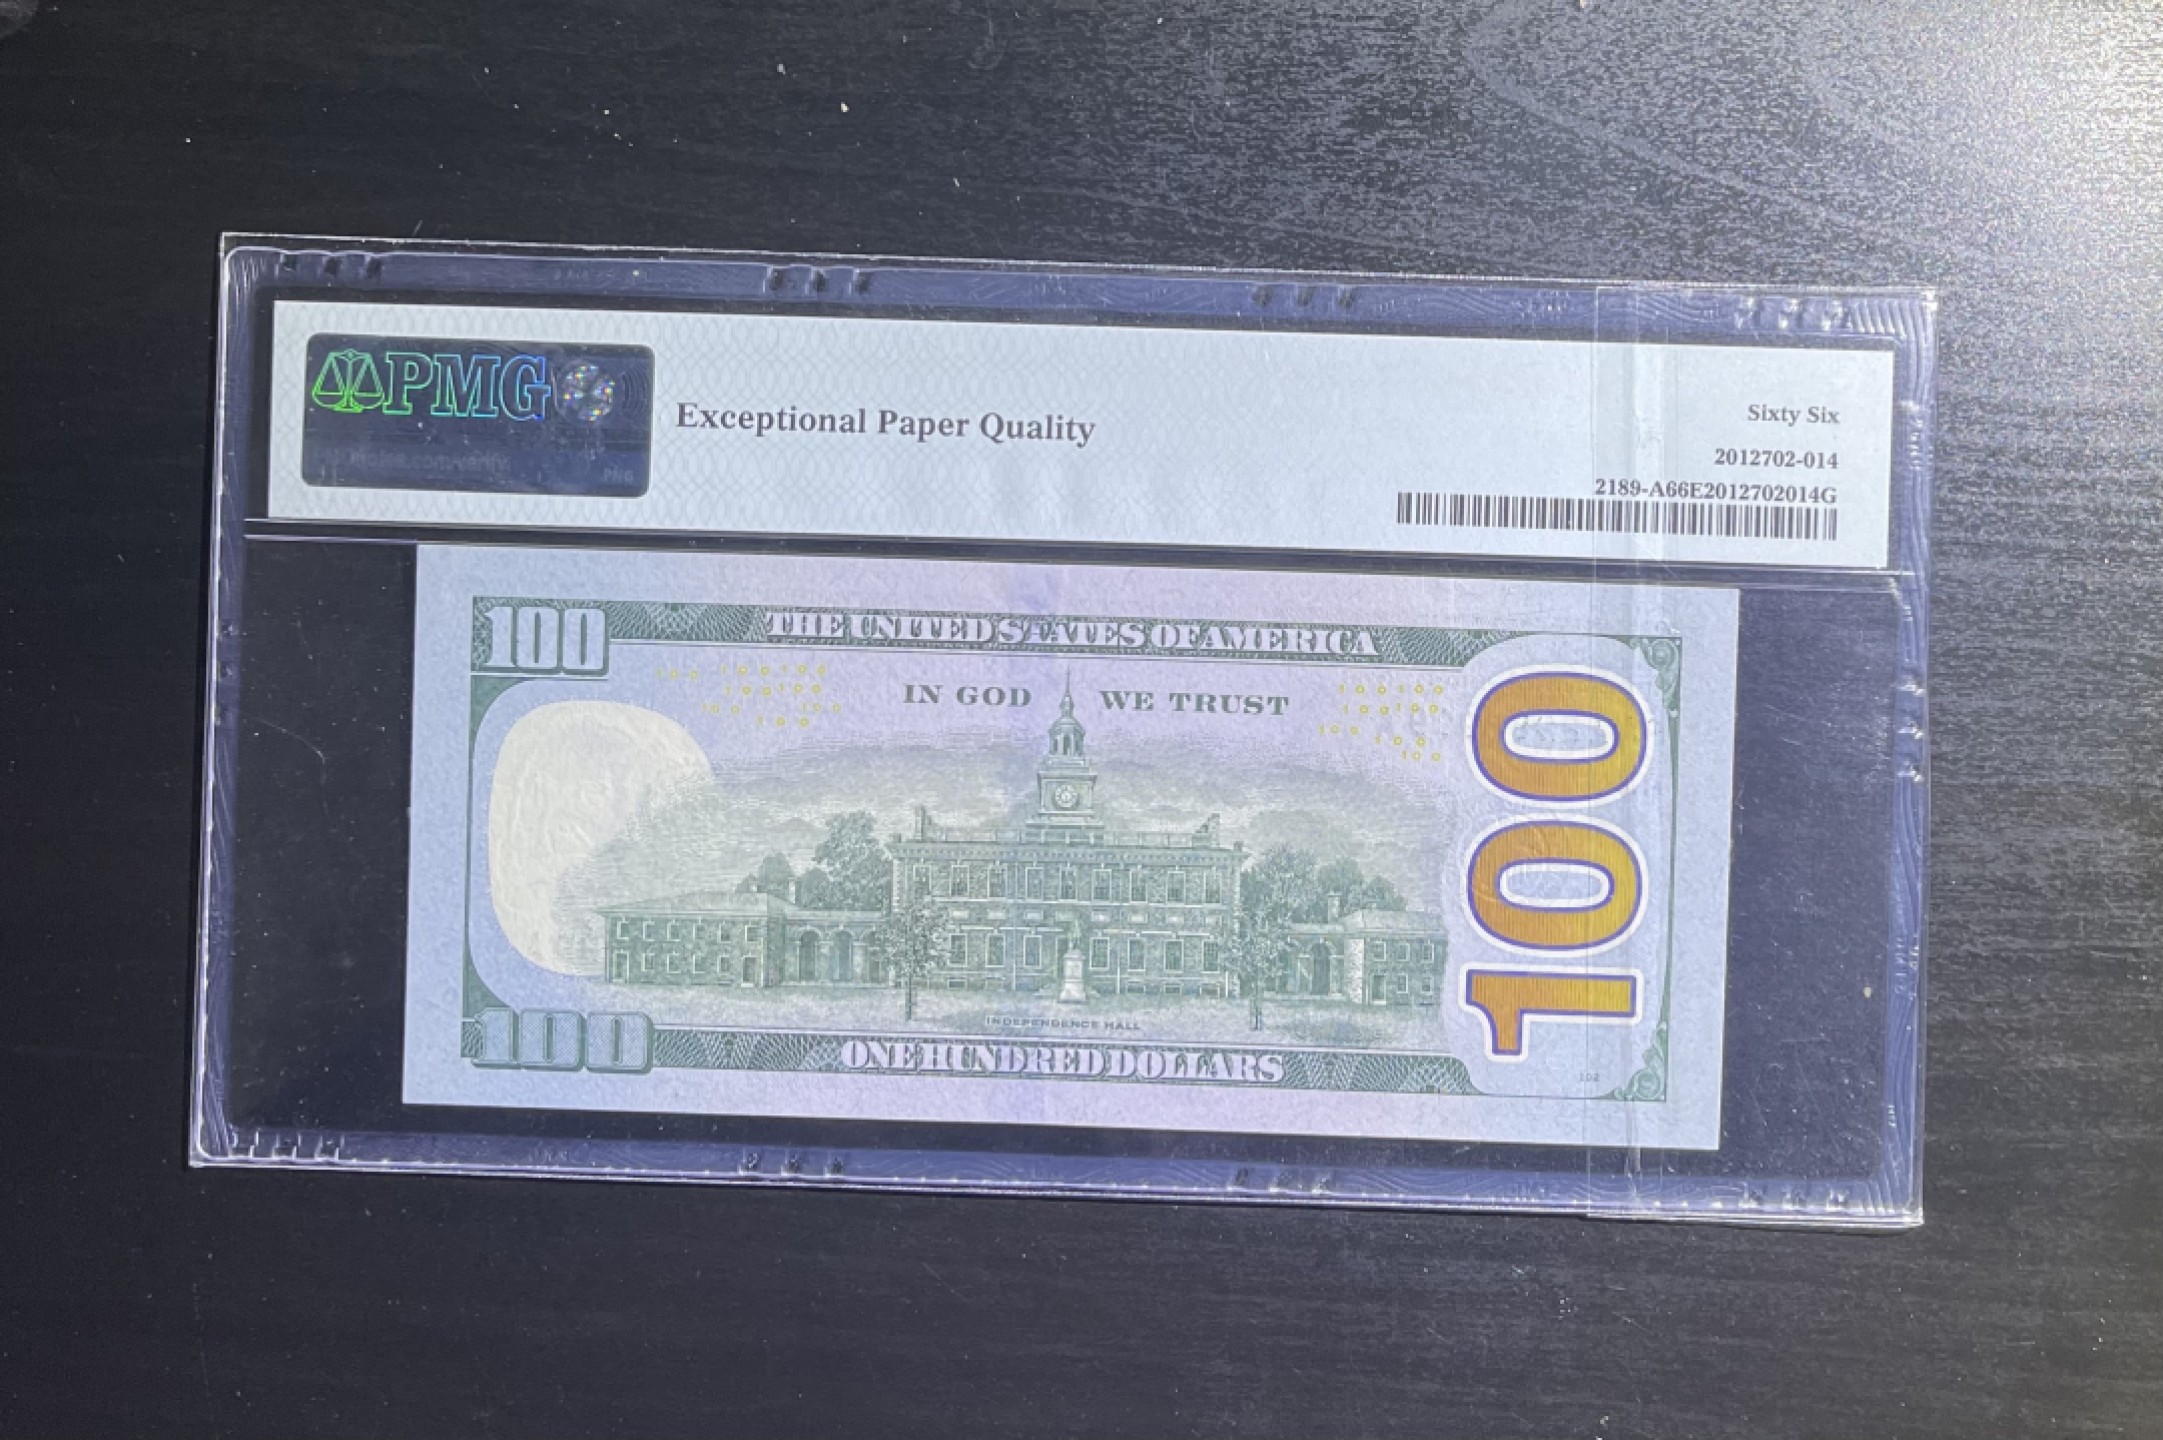 PMG
Exceptional Paper Quality
Sixty Six
2012702-014
2189-A66E2012702014G
100
THE UNITED STATES OF AMERICA
IN GOD WE TRUST
100
INDEPENDENCE HALL
100
ONE HUNDRED DOLLARS
102